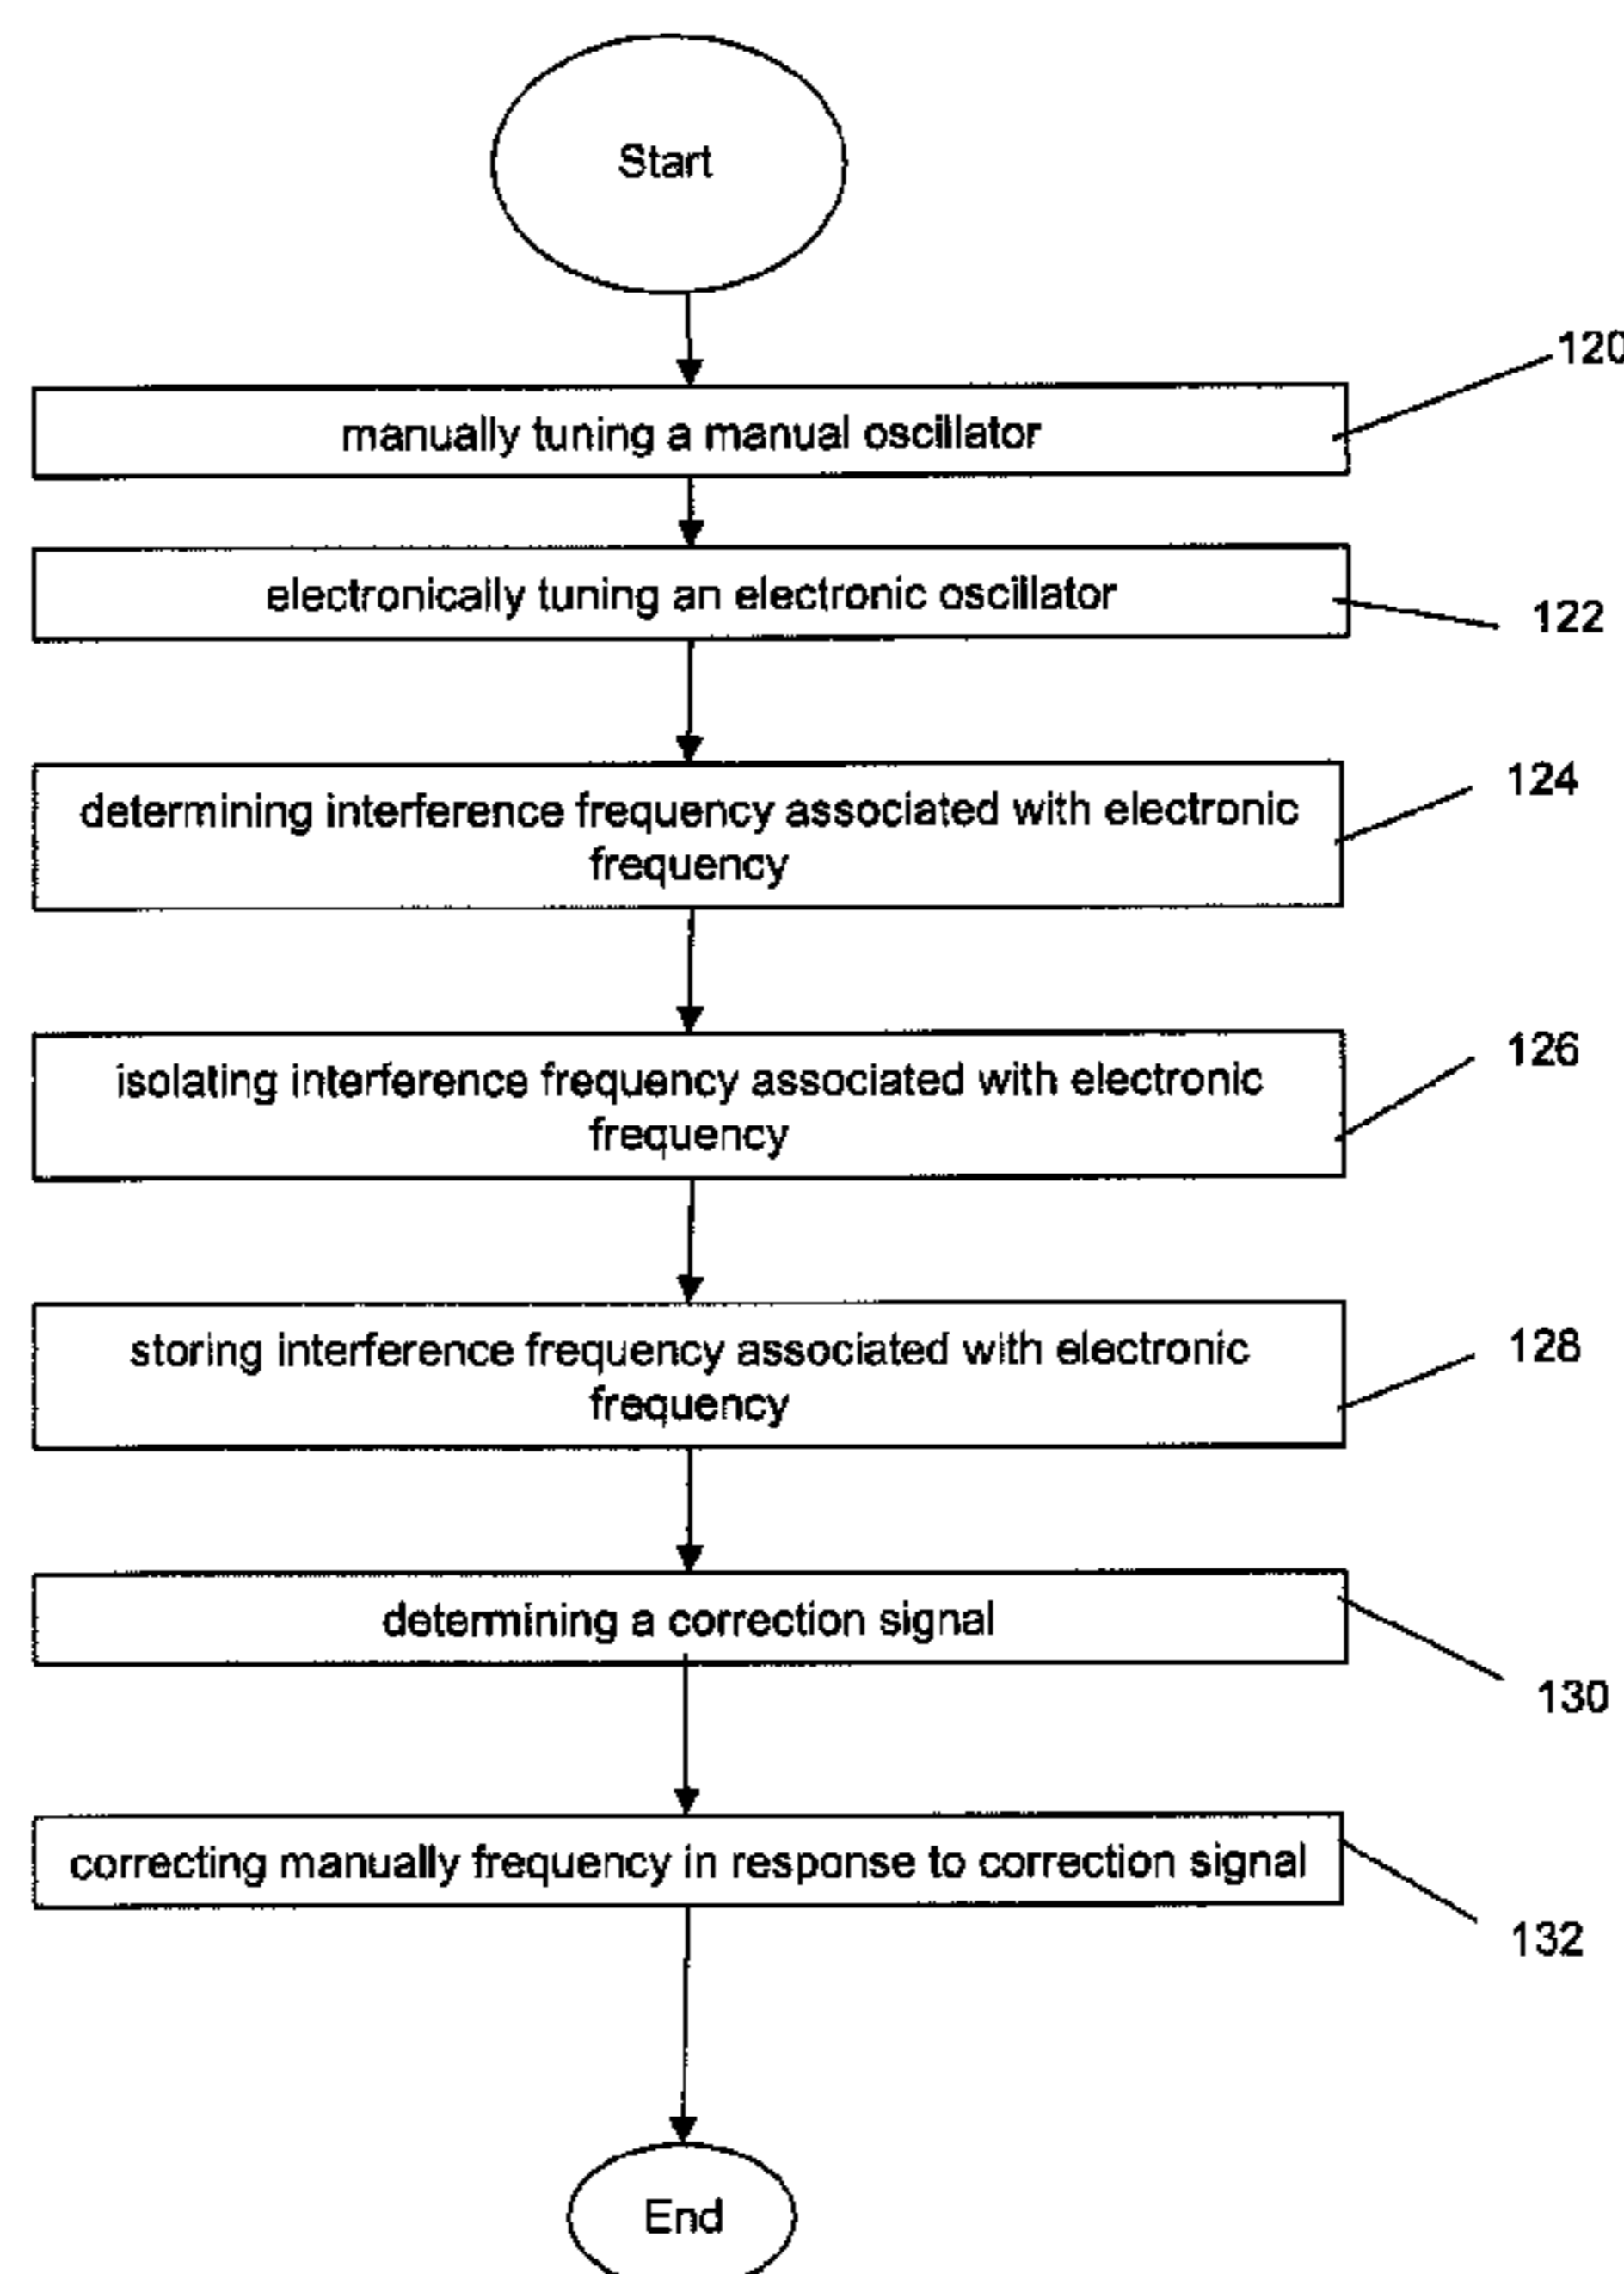 Start
120
manually tuning a manual oscillator
electronically tuning an electronic oscillator
122
determining interference frequency associated with electronic
frequency
124
isolating interference frequency associated with electronic
frequency
126
storing interference frequency associated with electronic
frequency
128
determining a correction signal
130
correcting manually frequency in response to correction signal
132
End